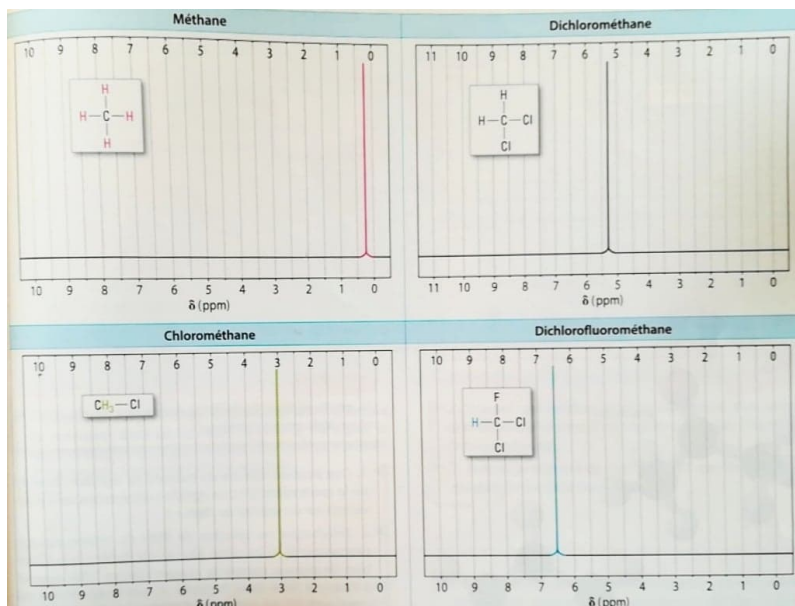 Méthane
10 9 8 7 6 5 4 3 2 1 0
H
H—C—H
H
10 9 8 7 6 5 4 3 2 1 0
δ (ppm)
Dichlorométhane
11 10 9 8 7 6 5 4 3 2 1 0
H
H—C—Cl
Cl
11 10 9 8 7 6 5 4 3 2 1 0
δ (ppm)
Chlorométhane
10 9 8 7 6 5 4 3 2 1 0
CH₃—Cl
10 9 8 7 6 5 4 3 2 1 0
δ (ppm)
Dichlorofluorométhane
10 9 8 7 6 5 4 3 2 1 0
F
H—C—Cl
Cl
10 9 8 7 6 5 4 3 2 1 0
δ (ppm)